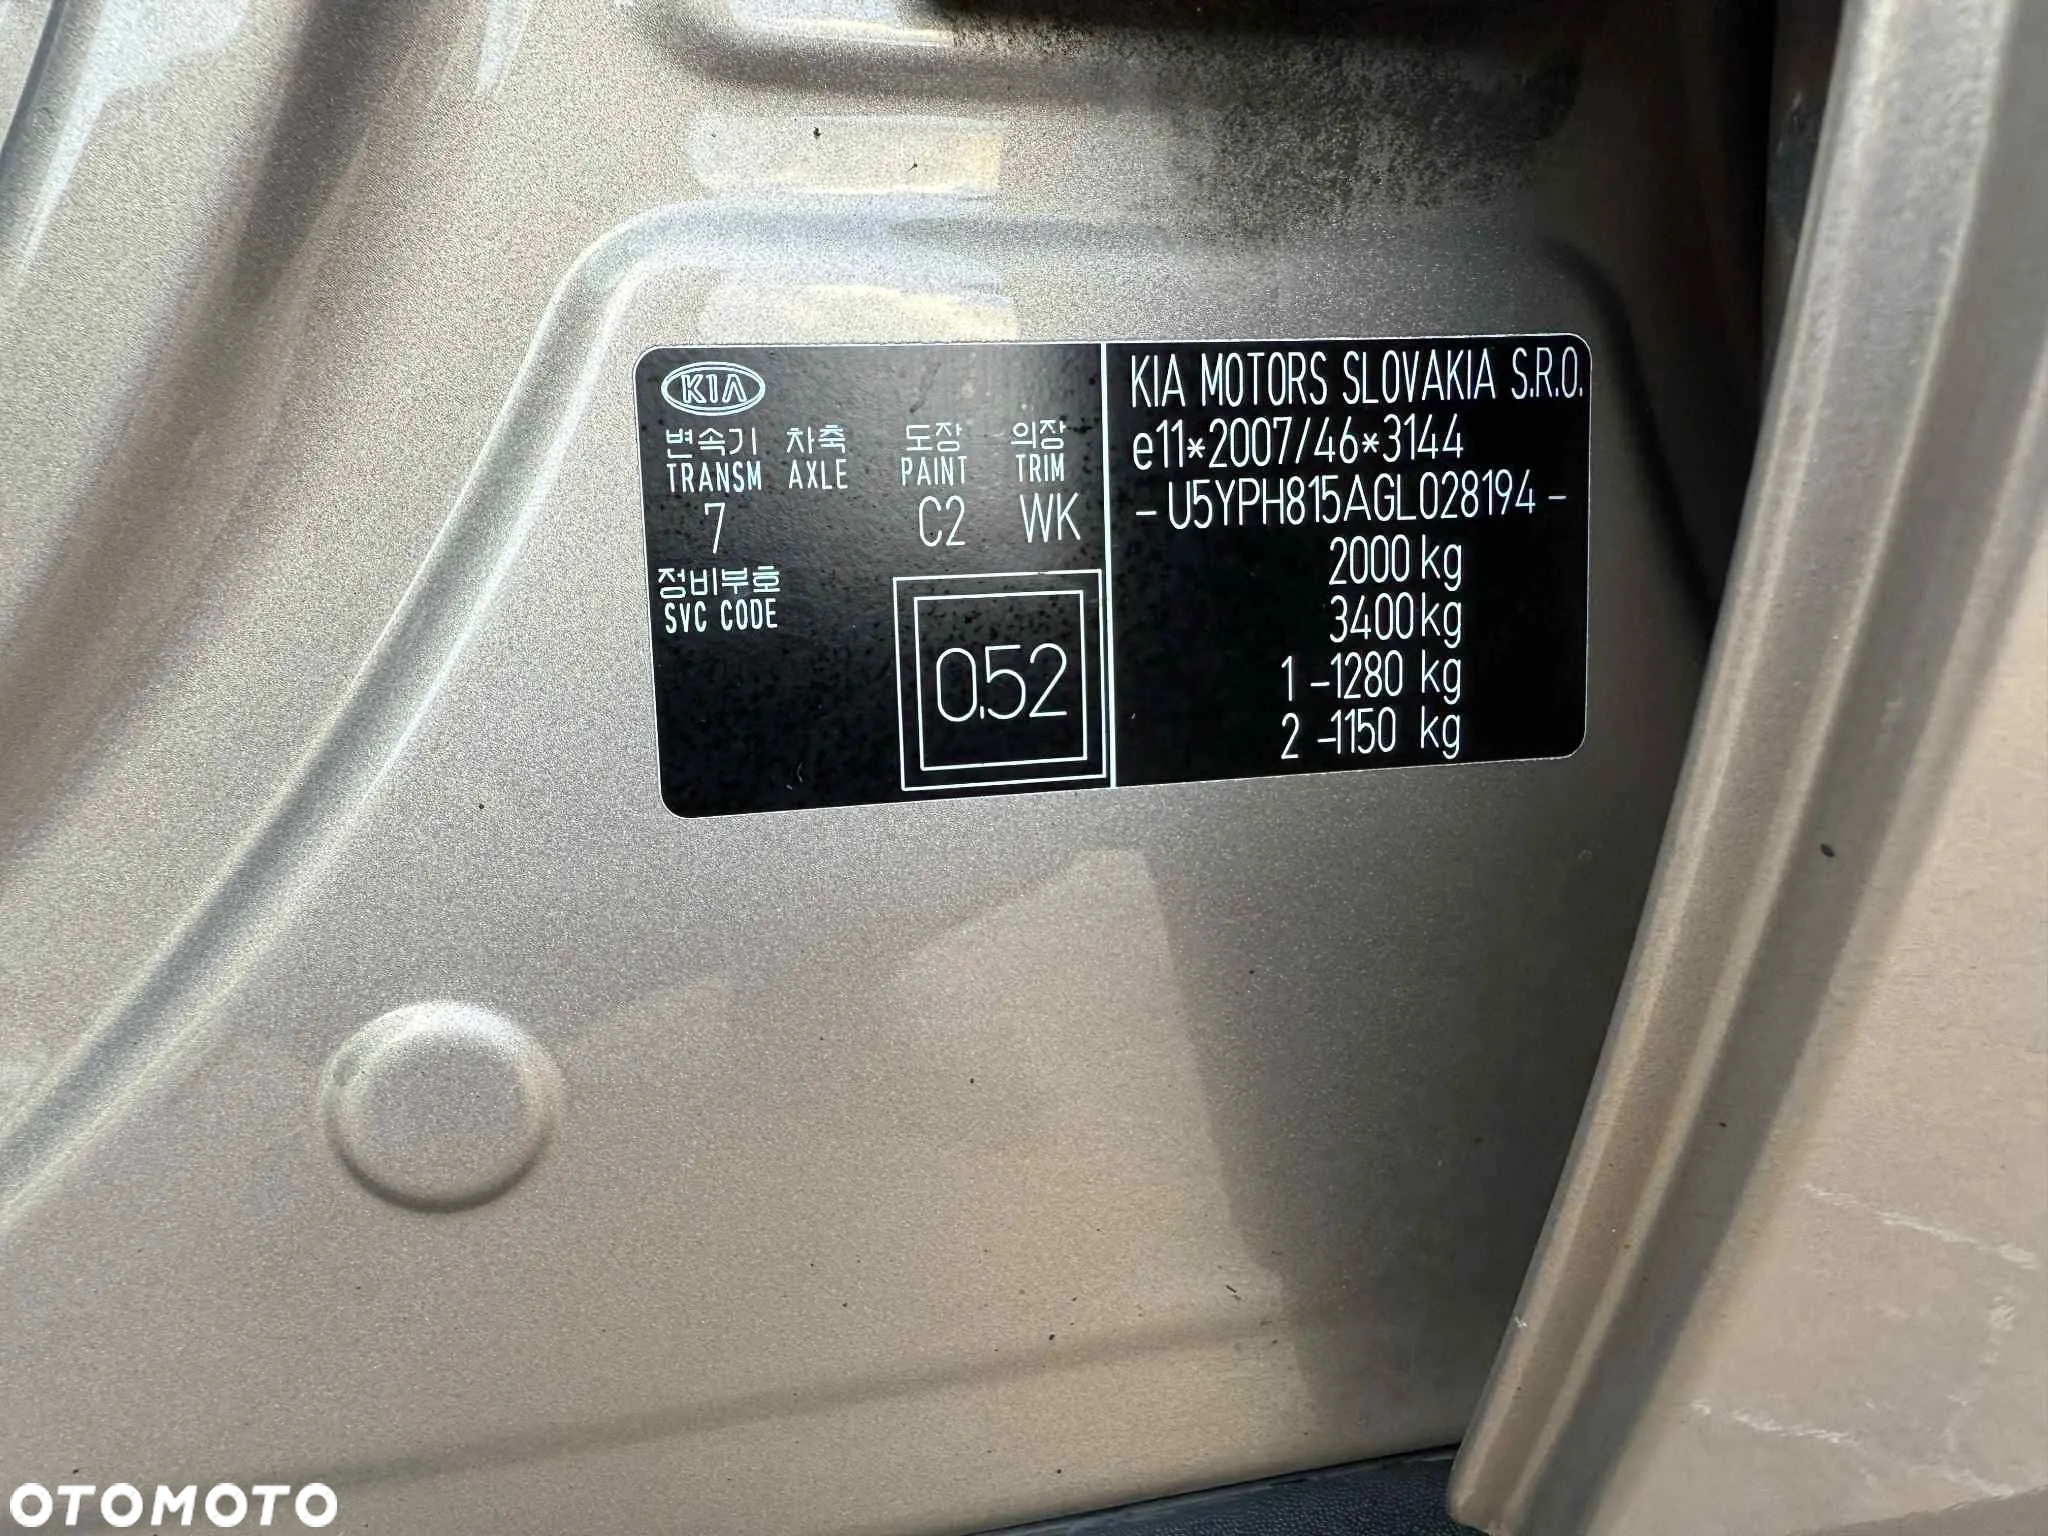 KIA
변속기 차축 도장 의장
TRANSM AXLE PAINT TRIM
7 C2 WK
정비부호
SVC CODE
0.52
KIA MOTORS SLOVAKIA S.R.O.
e11*2007/46*3144
- U5YPH815AGL028194 -
2000 kg
3400 kg
1 -1280 kg
2 -1150 kg
OTOMOTO